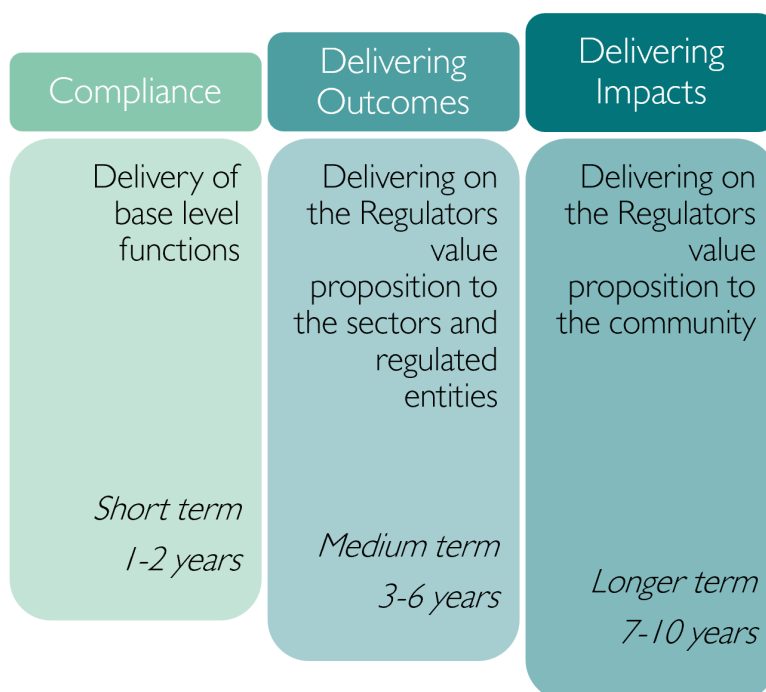 Compliance
Delivery of
base level
functions
Short term
1-2 years
Delivering
Outcomes
Delivering on
the Regulators
value
proposition to
the sectors and
regulated
entities
Medium term
3-6 years
Delivering
Impacts
Delivering on
the Regulators
value
proposition to
the community
Longer term
7-10 years